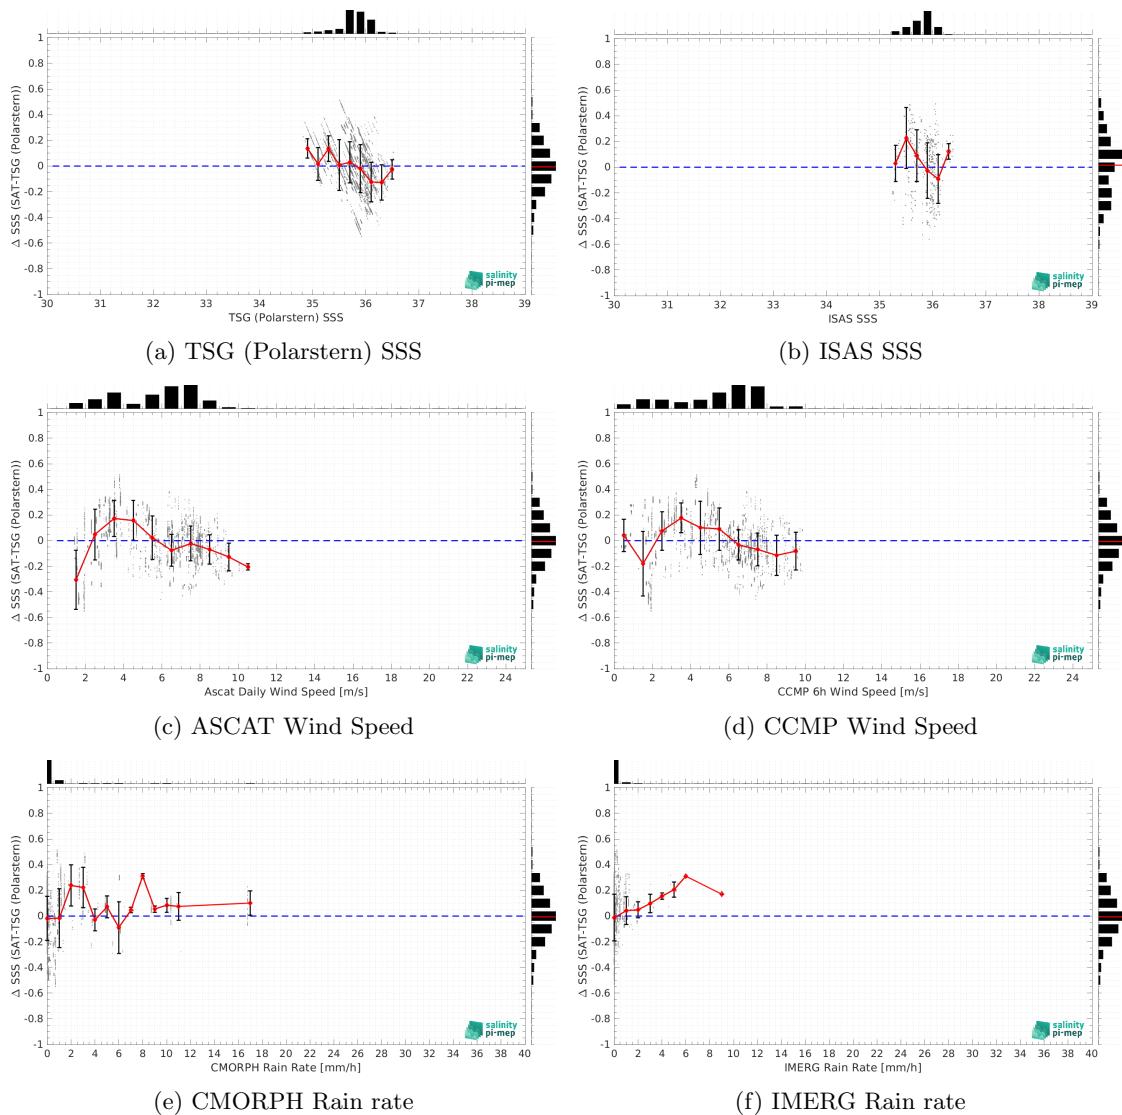 1
0.8
0.6
0.4
0.2
0
-0.2
-0.4
-0.6
-0.8
-1
Δ SSS (SAT-TSG (Polarstern))
salinity
pi-mep
30 31 32 33 34 35 36 37 38 39
TSG (Polarstern) SSS
(a) TSG (Polarstern) SSS
1
0.8
0.6
0.4
0.2
0
-0.2
-0.4
-0.6
-0.8
-1
Δ SSS (SAT-TSG (Polarstern))
salinity
pi-mep
30 31 32 33 34 35 36 37 38 39
ISAS SSS
(b) ISAS SSS
1
0.8
0.6
0.4
0.2
0
-0.2
-0.4
-0.6
-0.8
-1
Δ SSS (SAT-TSG (Polarstern))
salinity
pi-mep
0 2 4 6 8 10 12 14 16 18 20 22 24
Ascat Daily Wind Speed [m/s]
(c) ASCAT Wind Speed
1
0.8
0.6
0.4
0.2
0
-0.2
-0.4
-0.6
-0.8
-1
Δ SSS (SAT-TSG (Polarstern))
salinity
pi-mep
0 2 4 6 8 10 12 14 16 18 20 22 24
CCMP 6h Wind Speed [m/s]
(d) CCMP Wind Speed
1
0.8
0.6
0.4
0.2
0
-0.2
-0.4
-0.6
-0.8
-1
Δ SSS (SAT-TSG (Polarstern))
salinity
pi-mep
0 2 4 6 8 10 12 14 16 18 20 22 24 26 28 30 32 34 36 38 40
CMORPH Rain Rate [mm/h]
(e) CMORPH Rain rate
1
0.8
0.6
0.4
0.2
0
-0.2
-0.4
-0.6
-0.8
-1
Δ SSS (SAT-TSG (Polarstern))
salinity
pi-mep
0 2 4 6 8 10 12 14 16 18 20 22 24 26 28 30 32 34 36 38 40
IMERG Rain Rate [mm/h]
(f) IMERG Rain rate